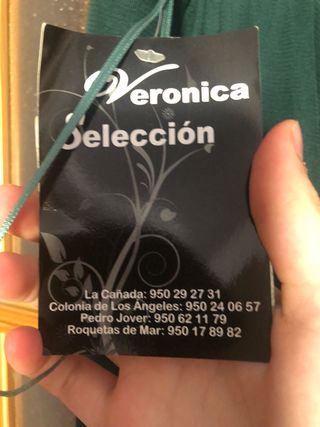 Veronica
Selección
La Cañada: 950 29 27 31
Colonia de Los Ángeles: 950 24 06 57
Pedro Jover: 950 62 11 79
Roquetas de Mar: 950 17 89 82